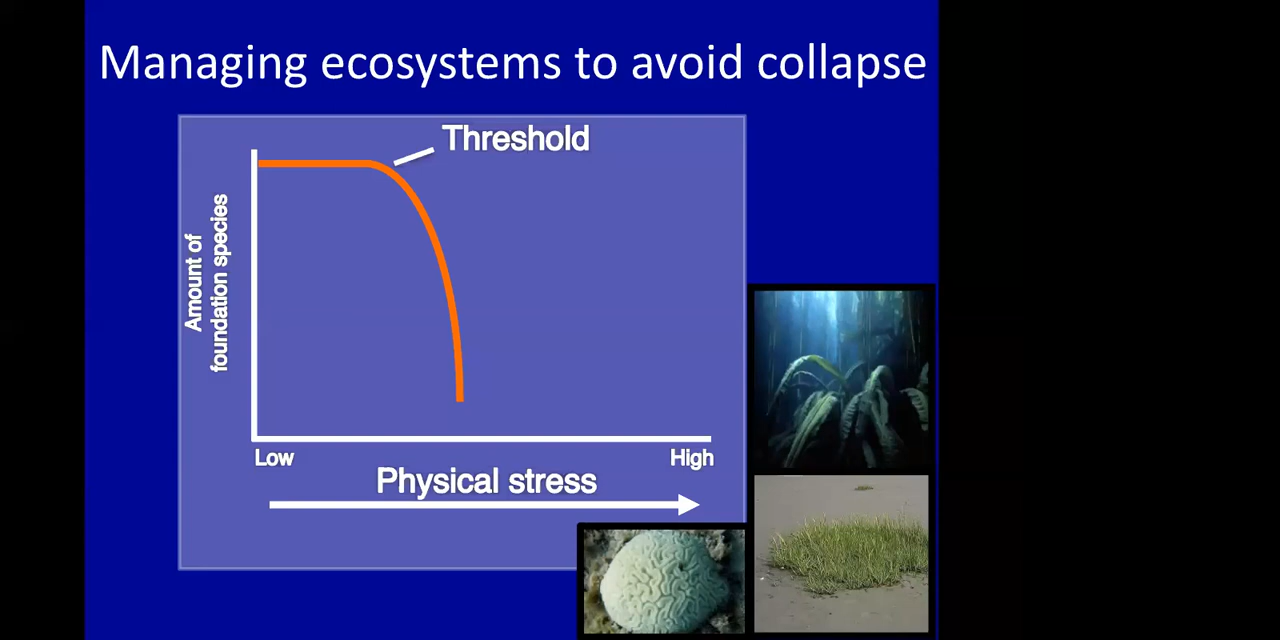 Managing ecosystems to avoid collapse
Threshold
Amount of
foundation species
Low
High
Physical stress